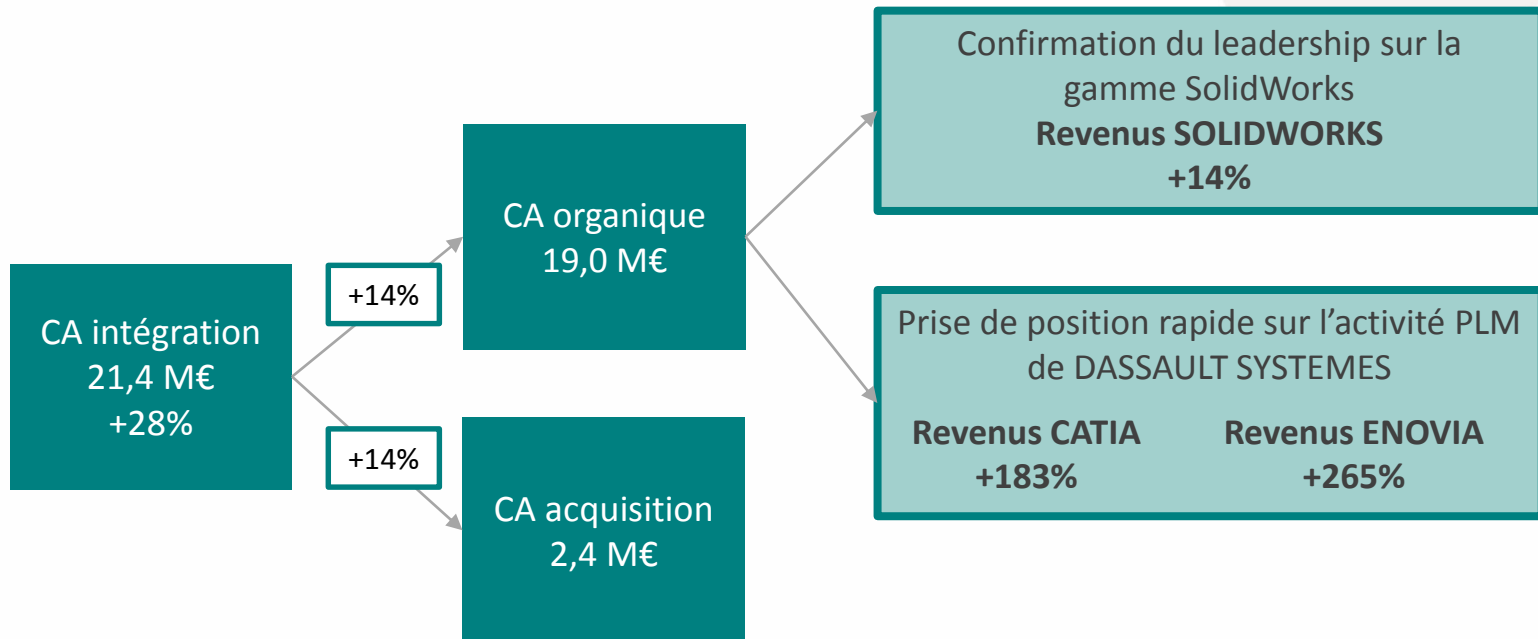 CA intégration
21,4 M€
+28%
+14%
+14%
CA organique
19,0 M€
CA acquisition
2,4 M€
Confirmation du leadership sur la
gamme SolidWorks
Revenus SOLIDWORKS
+14%
Prise de position rapide sur l’activité PLM
de DASSAULT SYSTEMES
Revenus CATIA
+183%
Revenus ENOVIA
+265%